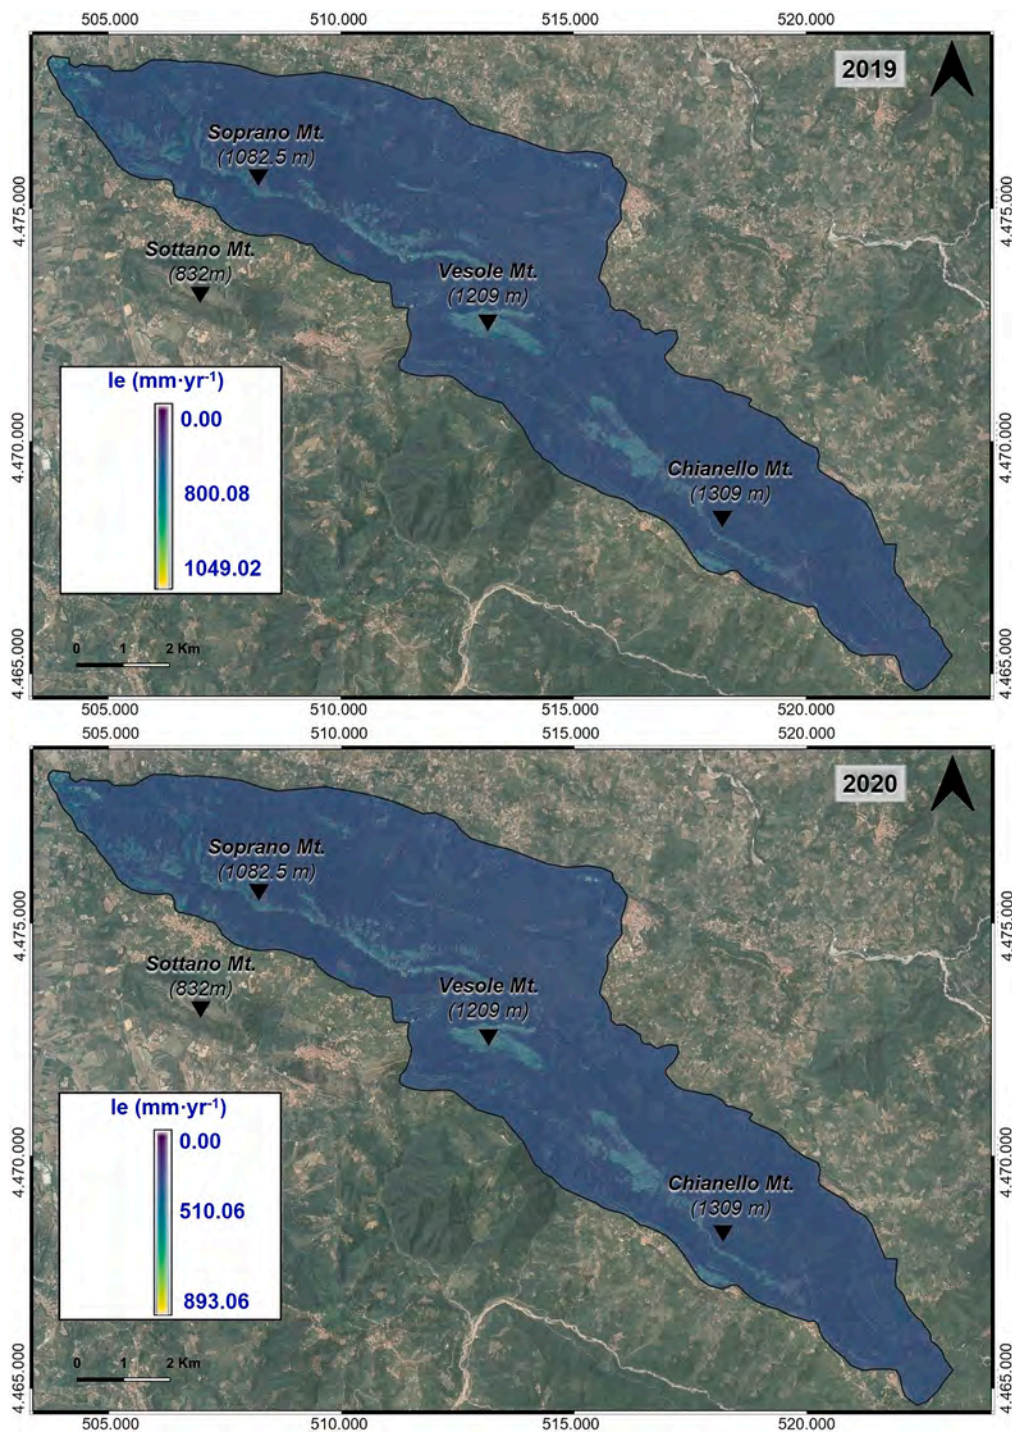 505.000 510.000 515.000 520.000
2019
Soprano Mt.
(1082.5 m)
4.475.000
4.475.000
Sottano Mt.
(832m)
Vesole Mt.
(1209 m)
Ie (mm·yr⁻¹)
0.00
800.08
1049.02
4.470.000
4.470.000
Chianello Mt.
(1309 m)
0 1 2 Km
4.465.000
4.465.000
505.000 510.000 515.000 520.000
505.000 510.000 515.000 520.000
2020
Soprano Mt.
(1082.5 m)
4.475.000
4.475.000
Sottano Mt.
(832m)
Vesole Mt.
(1209 m)
Ie (mm·yr⁻¹)
0.00
510.06
893.06
4.470.000
4.470.000
Chianello Mt.
(1309 m)
0 1 2 Km
4.465.000
4.465.000
505.000 510.000 515.000 520.000